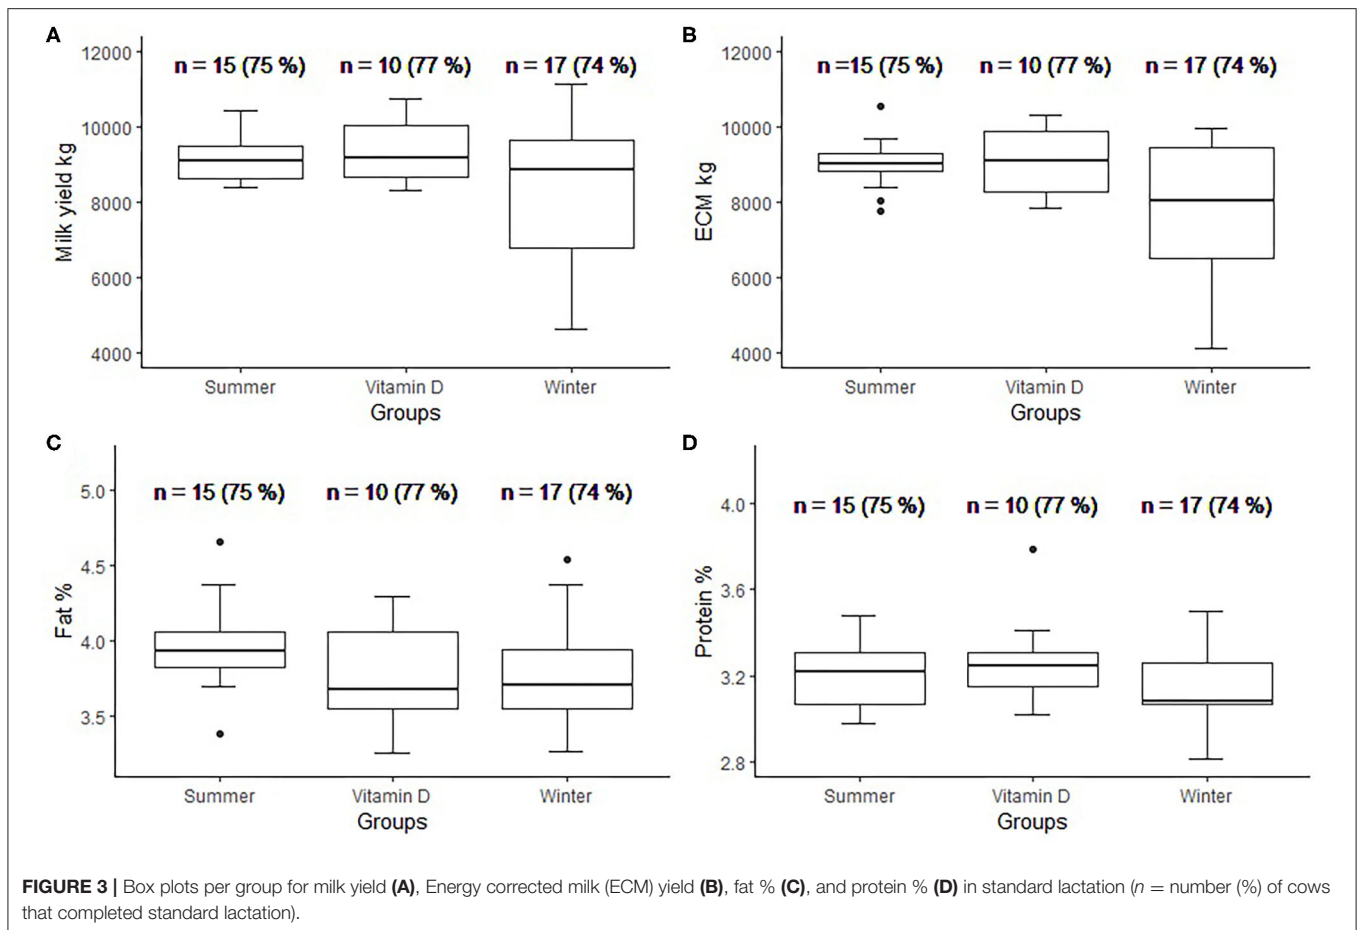 A
12000
10000
8000
6000
4000
Milk yield kg
n = 15 (75 %)
n = 10 (77 %)
n = 17 (74 %)
Summer
Vitamin D
Winter
Groups
B
12000
10000
8000
6000
4000
ECM kg
n =15 (75 %)
n = 10 (77 %)
n = 17 (74 %)
Summer
Vitamin D
Winter
Groups
C
5.0
4.5
4.0
3.5
Fat %
n = 15 (75 %)
n = 10 (77 %)
n = 17 (74 %)
Summer
Vitamin D
Winter
Groups
D
4.0
3.6
3.2
2.8
Protein %
n = 15 (75 %)
n = 10 (77 %)
n = 17 (74 %)
Summer
Vitamin D
Winter
Groups
FIGURE 3 | Box plots per group for milk yield (A), Energy corrected milk (ECM) yield (B), fat % (C), and protein % (D) in standard lactation (n = number (%) of cows
that completed standard lactation).